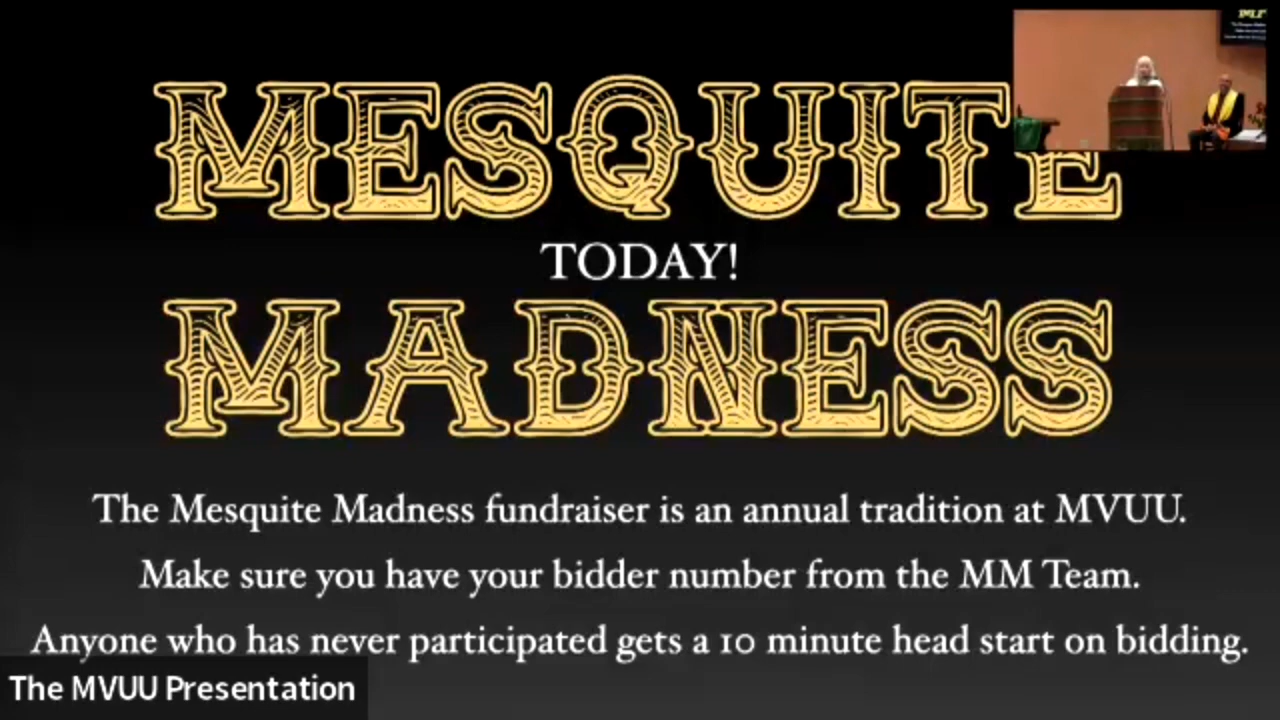 MESQUITE
TODAY!
MADNESS
The Mesquite Madness fundraiser is an annual tradition at MVUU.
Make sure you have your bidder number from the MM Team.
Anyone who has never participated gets a 10 minute head start on bidding.
The MVUU Presentation